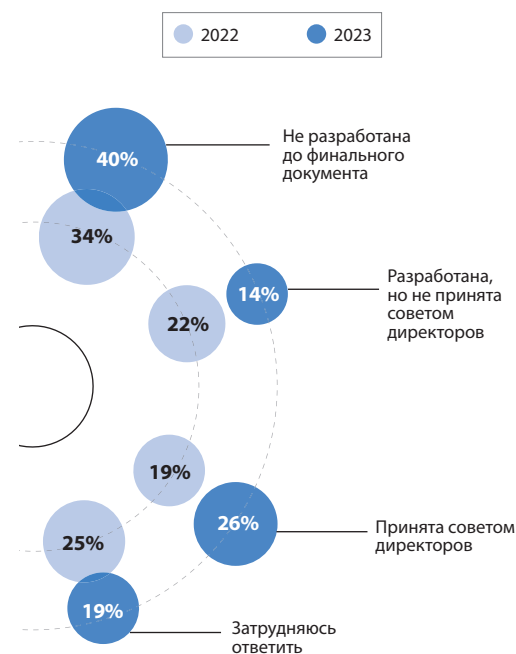 2022
2023
40%
Не разработана
до финального
документа
34%
14%
Разработана,
но не принята
советом
директоров
22%
19%
26%
Принята советом
директоров
25%
19%
Затрудняюсь
ответить